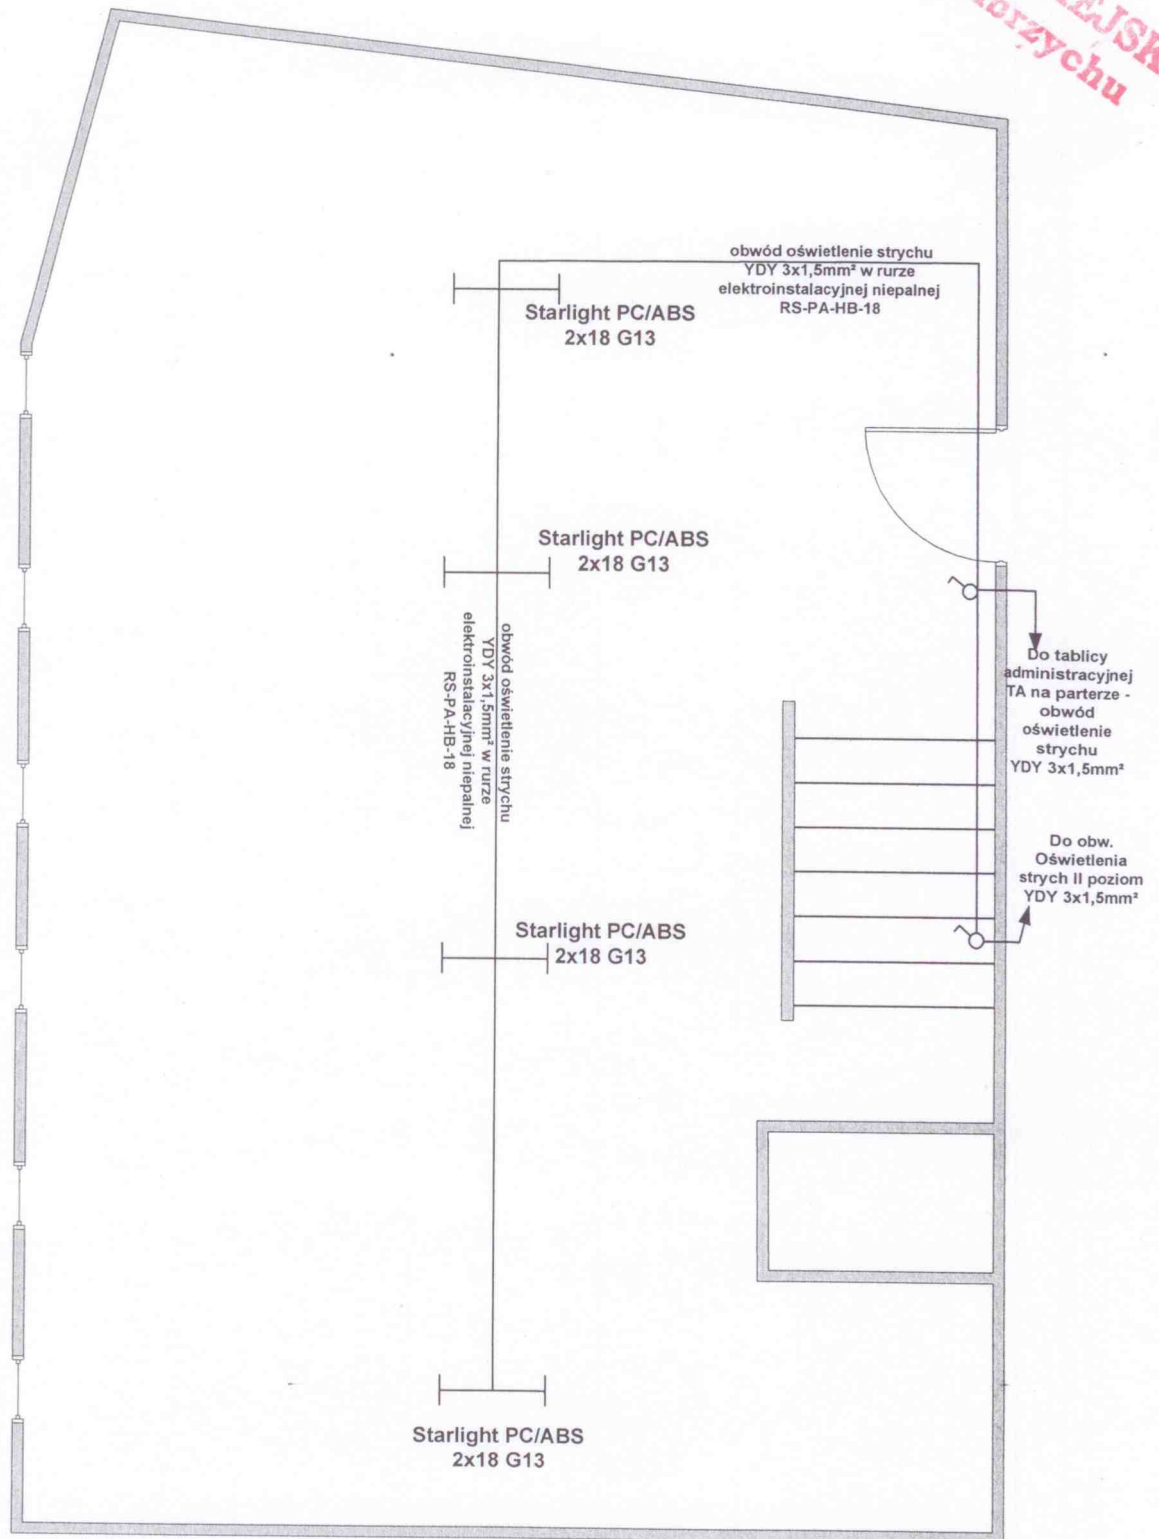 EJSK
orzychu
obwód oświetlenie strychu
YDY 3x1,5mm² w rurze
elektroinstalacyjnej niepalnej
RS-PA-HB-18
Starlight PC/ABS
2x18 G13
Starlight PC/ABS
2x18 G13
obwód oświetlenie strychu
YDY 3x1,5mm² w rurze
elektroinstalacyjnej niepalnej
RS-PA-HB-18
Do tablicy
administracyjnej
TA na parterze -
obwód
oświetlenie
strychu
YDY 3x1,5mm²
Do obw.
Oświetlenia
strych II poziom
YDY 3x1,5mm²
Starlight PC/ABS
2x18 G13
Starlight PC/ABS
2x18 G13